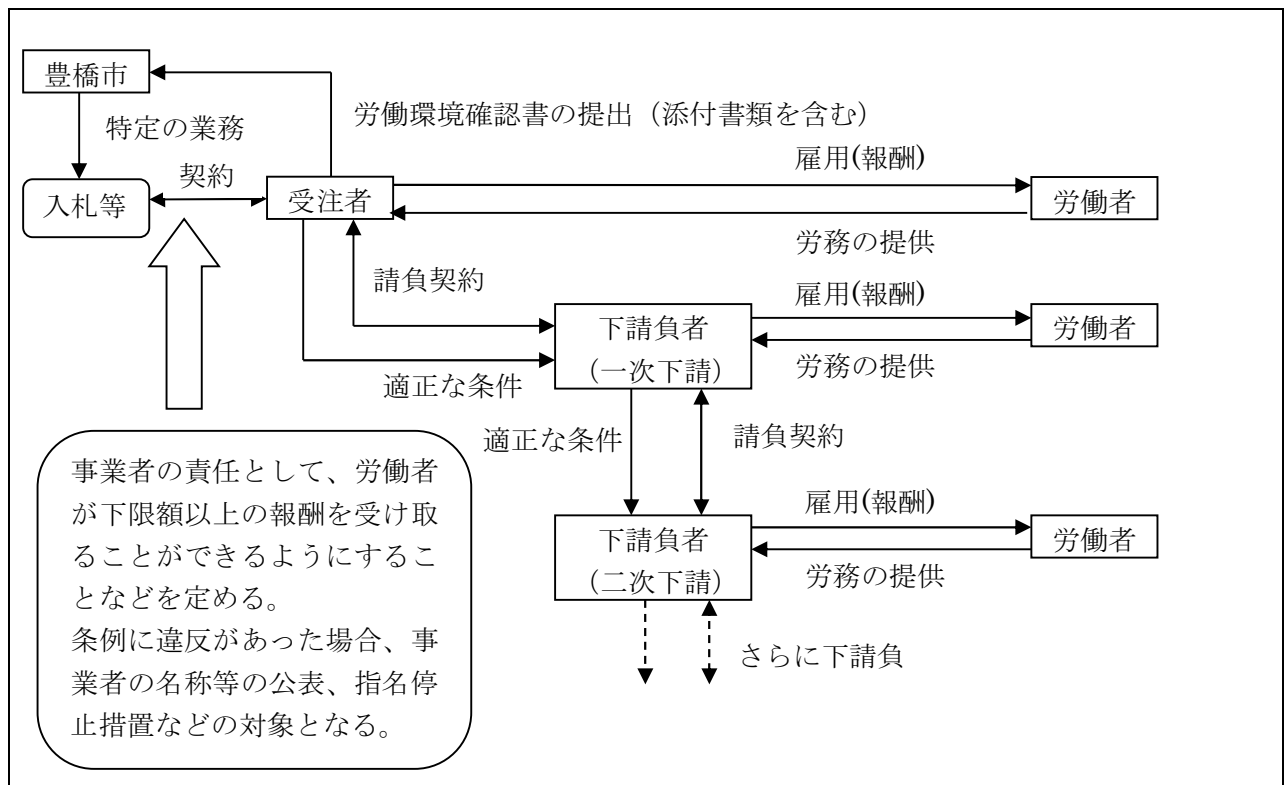 豊橋市
労働環境確認書の提出（添付書類を含む）
特定の業務
雇用(報酬)
契約
入札等
受注者
労働者
労務の提供
請負契約
雇用(報酬)
下請負者
（一次下請）
労働者
労務の提供
適正な条件
適正な条件
請負契約
事業者の責任として、労働者
が下限額以上の報酬を受け取
ることができるようにするこ
となどを定める。
条例に違反があった場合、事
業者の名称等の公表、指名停
止措置などの対象となる。
雇用(報酬)
下請負者
（二次下請）
労働者
労務の提供
さらに下請負